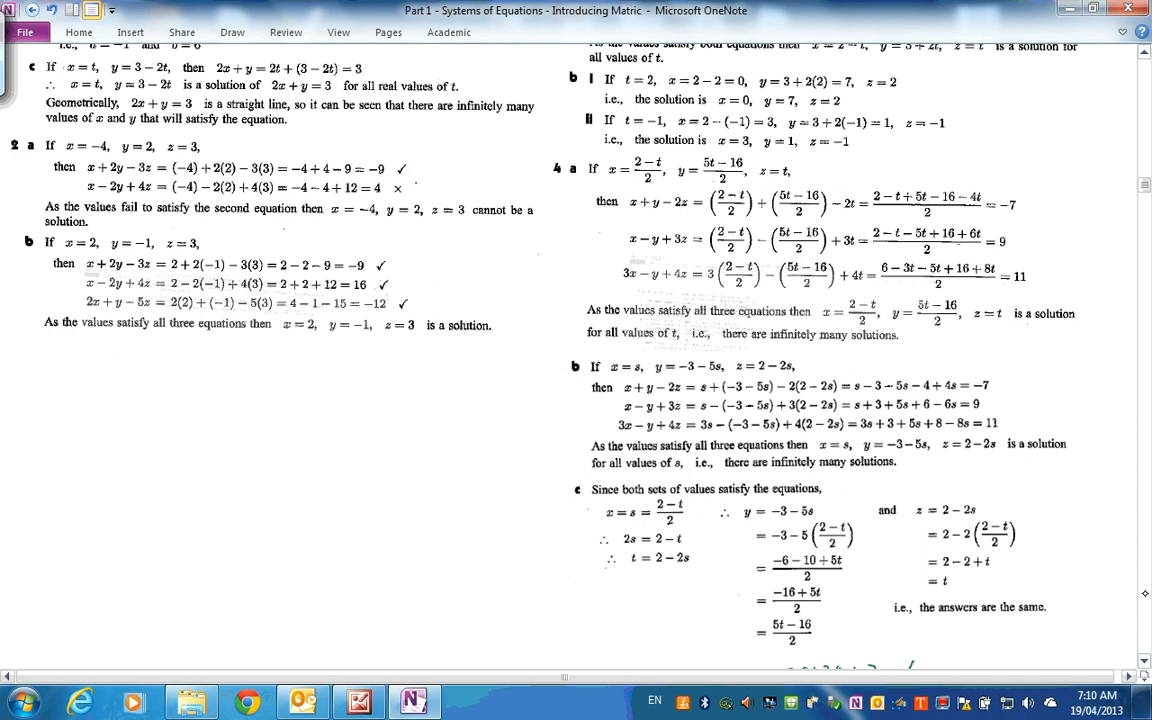 Part 1 - Systems of Equations - Introducing Matric - Microsoft OneNote
File Home Insert Share Draw Review View Pages Academic
c If x = t, y = 3 − 2t, then 2x + y = 2t + (3 − 2t) = 3
∴ x = t, y = 3 − 2t is a solution of 2x + y = 3 for all real values of t.
Geometrically, 2x + y = 3 is a straight line, so it can be seen that there are infinitely many
values of x and y that will satisfy the equation.
2 a If x = −4, y = 2, z = 3,
then x + 2y − 3z = (−4) + 2(2) − 3(3) = −4 + 4 − 9 = −9 ✓
x − 2y + 4z = (−4) − 2(2) + 4(3) = −4 − 4 + 12 = 4 ×
As the values fail to satisfy the second equation then x = −4, y = 2, z = 3 cannot be a
solution.
b If x = 2, y = −1, z = 3,
then x + 2y − 3z = 2 + 2(−1) − 3(3) = 2 − 2 − 9 = −9 ✓
x − 2y + 4z = 2 − 2(−1) + 4(3) = 2 + 2 + 12 = 16 ✓
2x + y − 5z = 2(2) + (−1) − 5(3) = 4 − 1 − 15 = −12 ✓
As the values satisfy all three equations then x = 2, y = −1, z = 3 is a solution.
all values of t.
b i If t = 2, x = 2 − 2 = 0, y = 3 + 2(2) = 7, z = 2
i.e., the solution is x = 0, y = 7, z = 2
ii If t = −1, x = 2 − (−1) = 3, y = 3 + 2(−1) = 1, z = −1
i.e., the solution is x = 3, y = 1, z = −1
4 a If x = (2 − t)/2, y = (5t − 16)/2, z = t,
then x + y − 2z = ((2 − t)/2) + ((5t − 16)/2) − 2t = (2 − t + 5t − 16 − 4t)/2 = −7
x − y + 3z = ((2 − t)/2) − ((5t − 16)/2) + 3t = (2 − t − 5t + 16 + 6t)/2 = 9
3x − y + 4z = 3((2 − t)/2) − ((5t − 16)/2) + 4t = (6 − 3t − 5t + 16 + 8t)/2 = 11
As the values satisfy all three equations then x = (2 − t)/2, y = (5t − 16)/2, z = t is a solution
for all values of t, i.e., there are infinitely many solutions.
b If x = s, y = −3 − 5s, z = 2 − 2s,
then x + y − 2z = s + (−3 − 5s) − 2(2 − 2s) = s − 3 − 5s − 4 + 4s = −7
x − y + 3z = s − (−3 − 5s) + 3(2 − 2s) = s + 3 + 5s + 6 − 6s = 9
3x − y + 4z = 3s − (−3 − 5s) + 4(2 − 2s) = 3s + 3 + 5s + 8 − 8s = 11
As the values satisfy all three equations then x = s, y = −3 − 5s, z = 2 − 2s is a solution
for all values of s, i.e., there are infinitely many solutions.
c Since both sets of values satisfy the equations,
x = s = (2 − t)/2
∴ 2s = 2 − t
∴ t = 2 − 2s
∴ y = −3 − 5s
= −3 − 5((2 − t)/2)
= (−6 − 10 + 5t)/2
= (−16 + 5t)/2
= (5t − 16)/2
and z = 2 − 2s
= 2 − 2((2 − t)/2)
= 2 − 2 + t
= t
i.e., the answers are the same.
EN
7:10 AM
19/04/2013